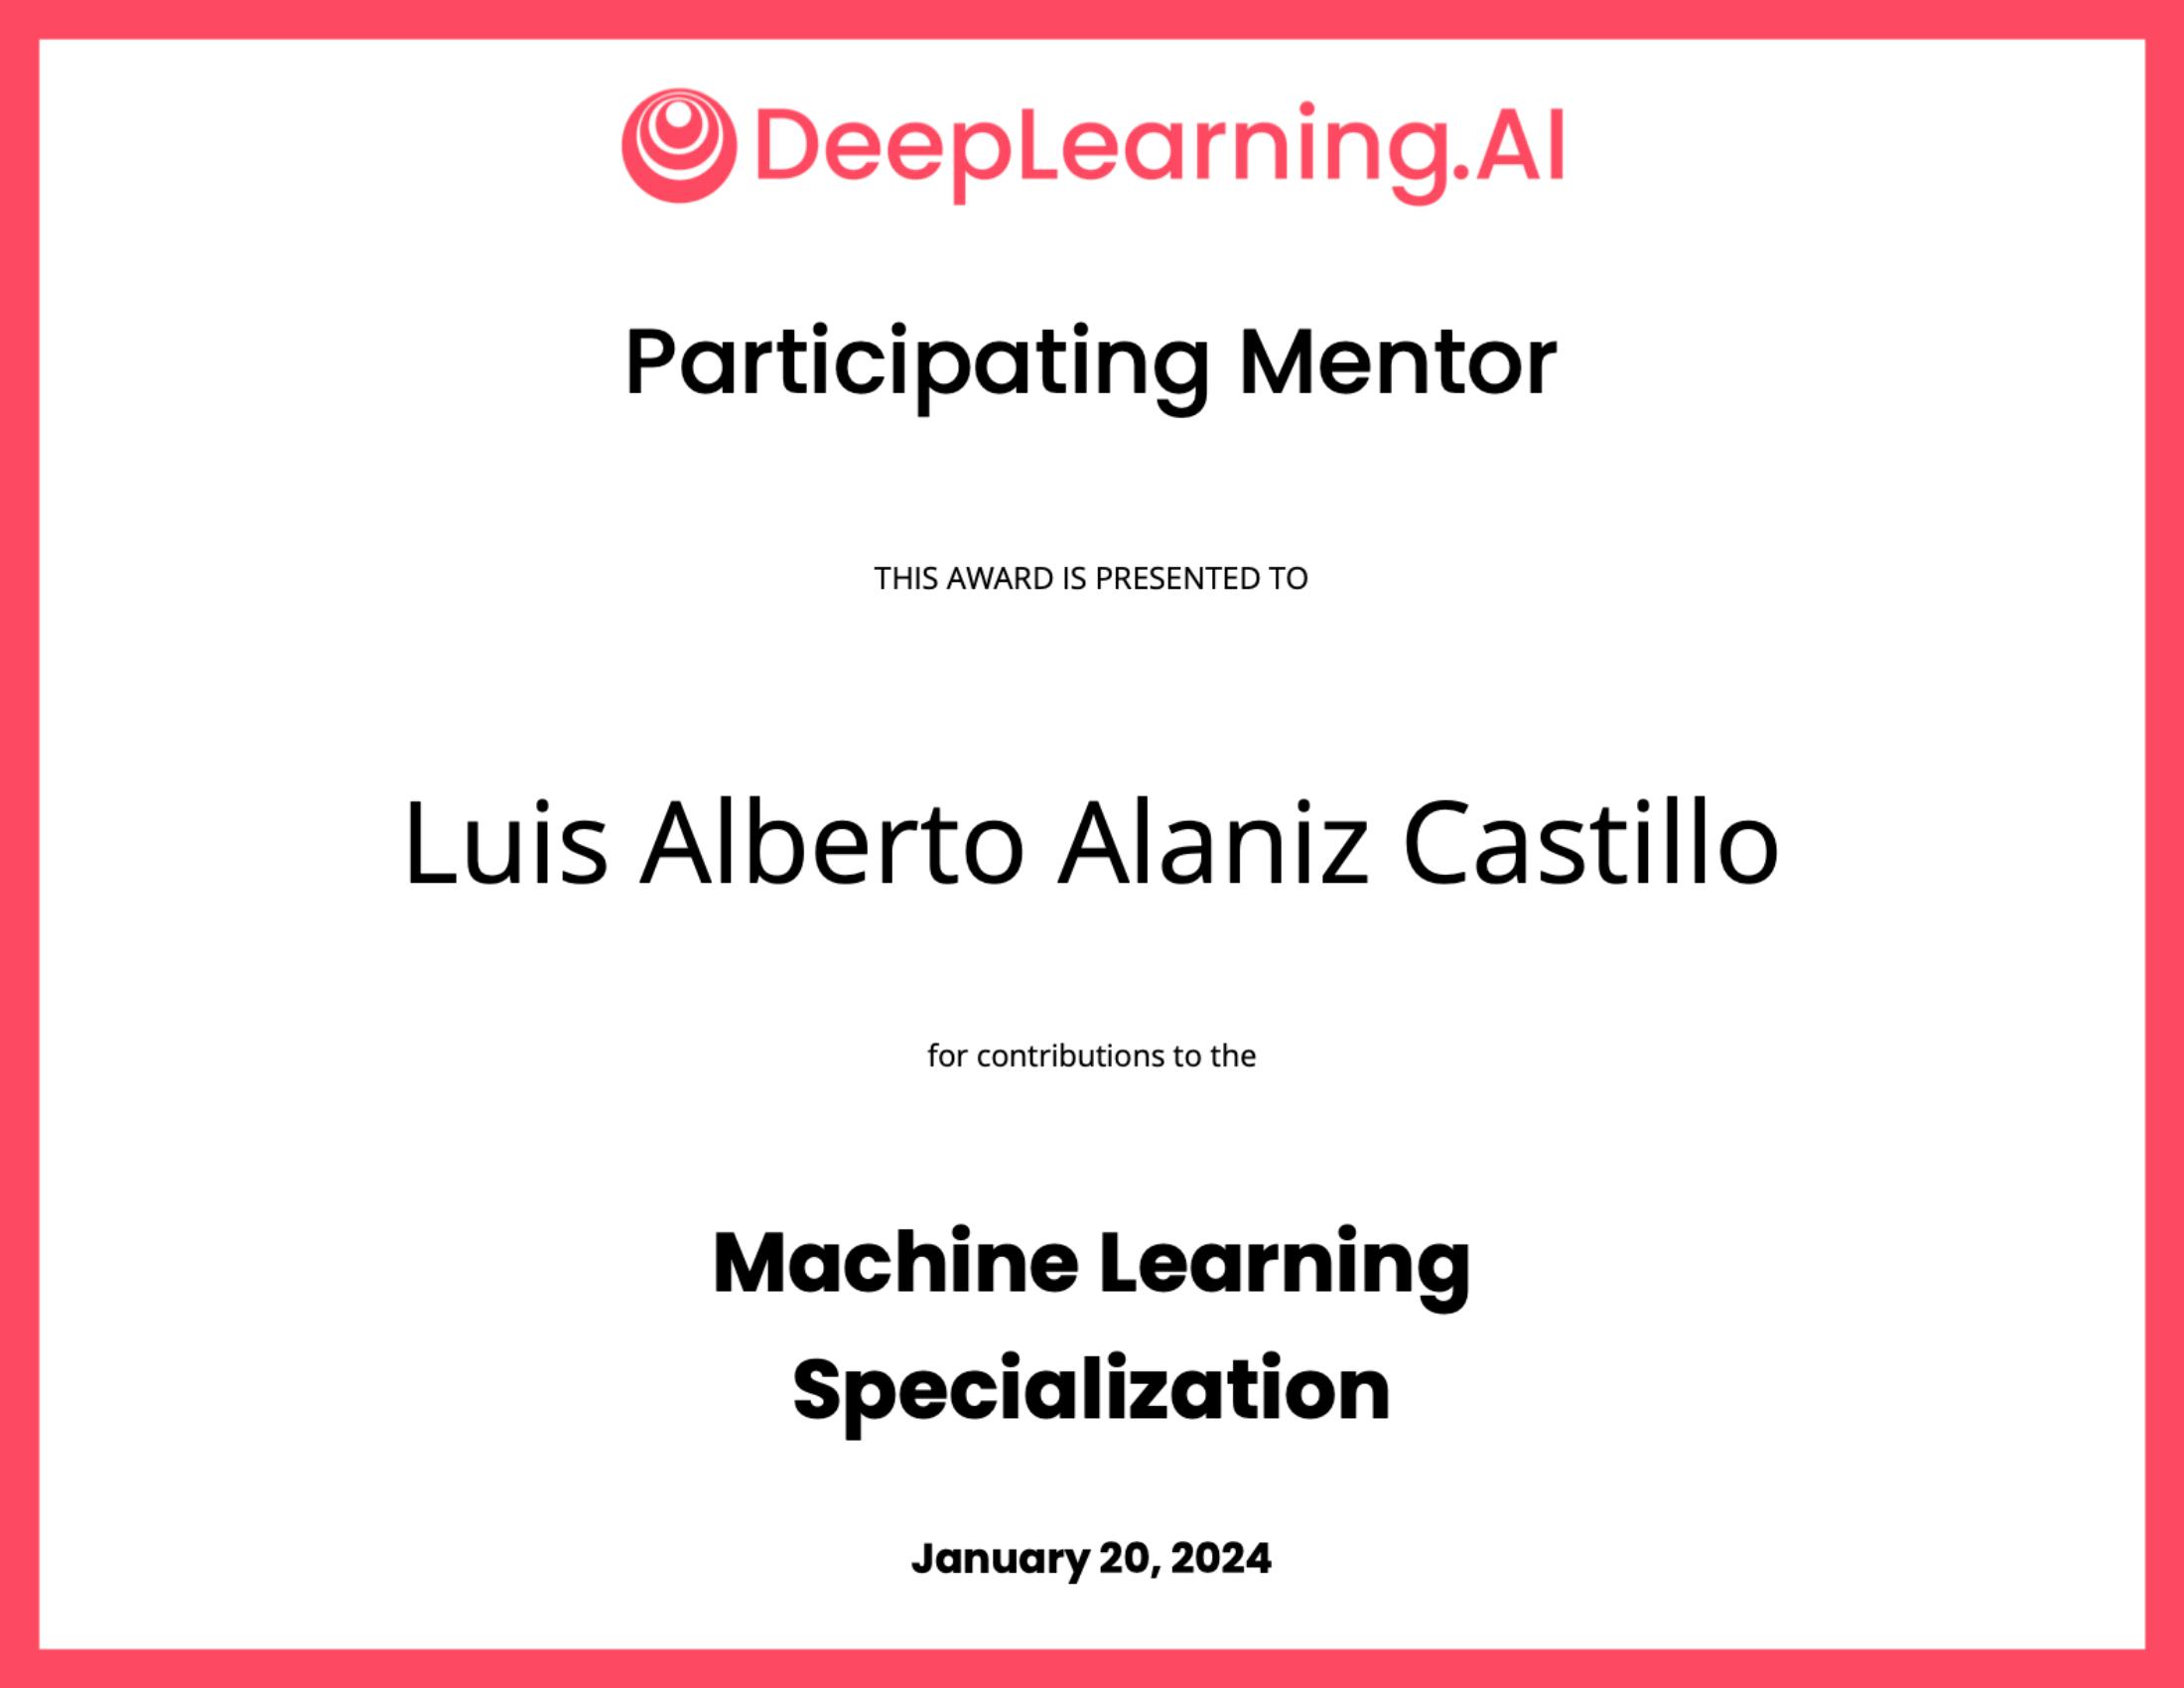 DeepLearning.AI
Participating Mentor
THIS AWARD IS PRESENTED TO
Luis Alberto Alaniz Castillo
for contributions to the
Machine Learning
Specialization
January 20, 2024